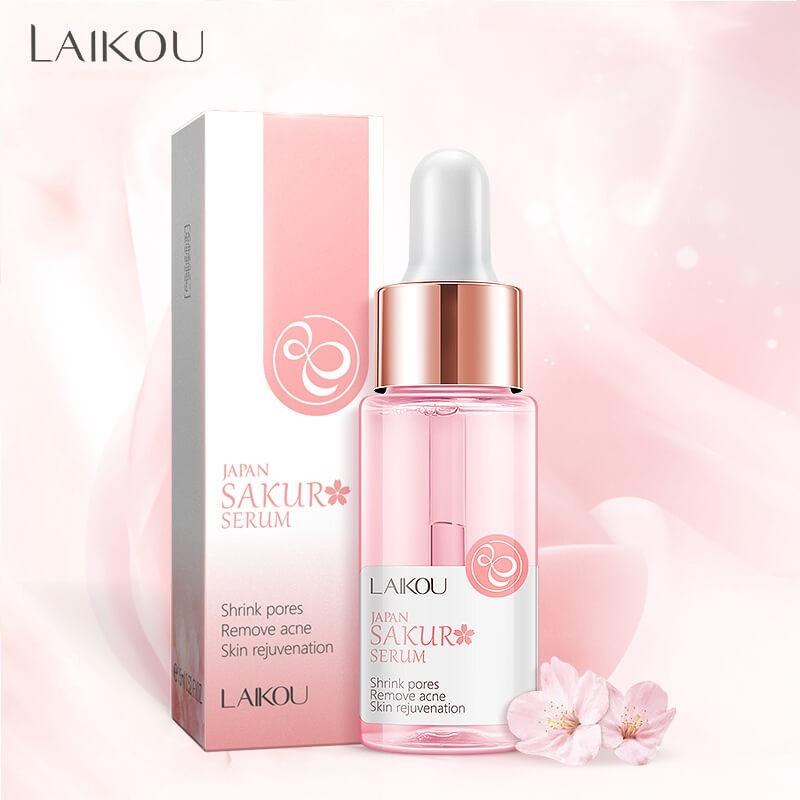 LAIKOU
JAPAN
SAKUR
SERUM
Shrink pores
Remove acne
Skin rejuvenation
LAIKOU
LAIKOU
JAPAN
SAKUR
SERUM
Shrink pores
Remove acne
Skin rejuvenation